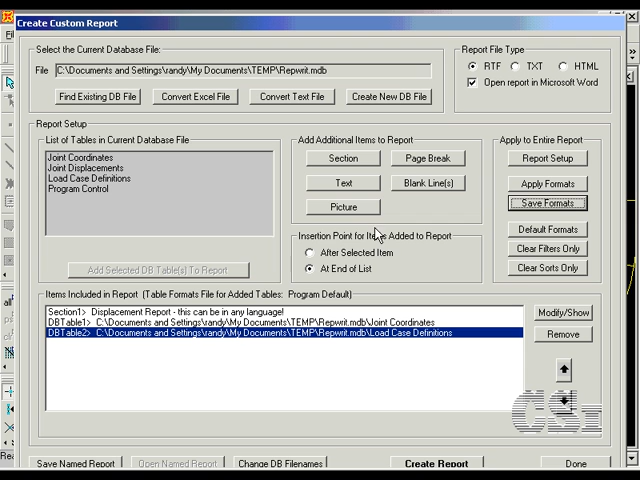 Create Custom Report
Select the Current Database File:
File
C:\Documents and Settings\randy\My Documents\TEMP\Repwrit.mdb
Find Existing DB File
Convert Excel File
Convert Text File
Create New DB File
Report File Type
RTF
TXT
HTML
Open report in Microsoft Word
Report Setup
List of Tables in Current Database File
Joint Coordinates
Joint Displacements
Load Case Definitions
Program Control
Add Selected DB Table(s) To Report
Add Additional Items to Report
Section
Page Break
Text
Blank Line(s)
Picture
Insertion Point for Items Added to Report
After Selected Item
At End of List
Apply to Entire Report
Report Setup
Apply Formats
Save Formats
Default Formats
Clear Filters Only
Clear Sorts Only
Items Included in Report (Table Formats File for Added Tables: Program Default)
Section1> Displacement Report - this can be in any language!
DBTable1> C:\Documents and Settings\randy\My Documents\TEMP\Repwrit.mdb\Joint Coordinates
DBTable2> C:\Documents and Settings\randy\My Documents\TEMP\Repwrit.mdb\Load Case Definitions
Modify/Show
Remove
CSi
Save Named Report
Open Named Report
Change DB Filenames
Create Report
Done